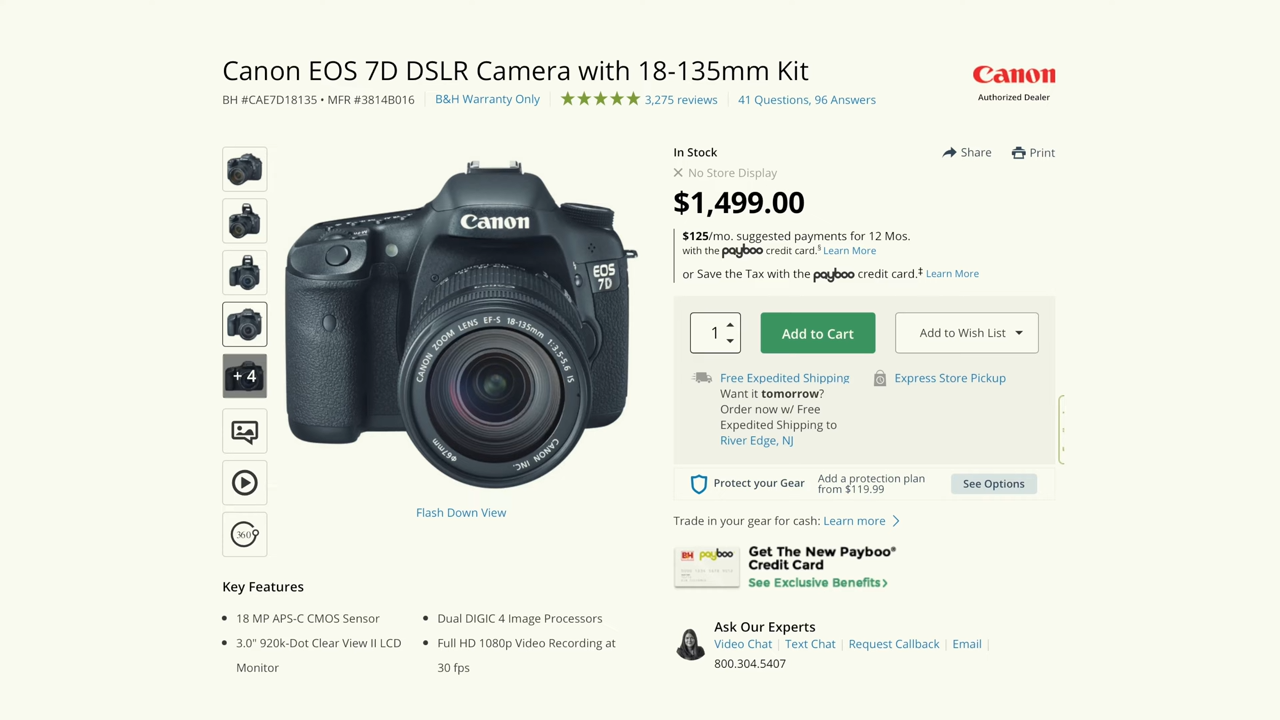 Canon EOS 7D DSLR Camera with 18-135mm Kit
BH #CAE7D18135 • MFR #3814B016
B&H Warranty Only
3,275 reviews
41 Questions, 96 Answers
Canon
Authorized Dealer
In Stock
Share
Print
No Store Display
$1,499.00
$125/mo. suggested payments for 12 Mos.
with the payboo credit card.§ Learn More
or Save the Tax with the payboo credit card.‡ Learn More
1
Add to Cart
Add to Wish List
Free Expedited Shipping
Want it tomorrow?
Order now w/ Free
Expedited Shipping to
River Edge, NJ
Express Store Pickup
Protect your Gear
Add a protection plan
from $119.99
See Options
Trade in your gear for cash: Learn more
BH payboo
Get The New Payboo®
Credit Card
See Exclusive Benefits
Ask Our Experts
Video Chat | Text Chat | Request Callback | Email |
800.304.5407
+ 4
360
Canon
EOS
7D
CANON ZOOM LENS EF-S 18-135mm 1:3.5-5.6 IS
CANON INC.
ø67mm
Flash Down View
Key Features
• 18 MP APS-C CMOS Sensor
• 3.0" 920k-Dot Clear View II LCD
Monitor
• Dual DIGIC 4 Image Processors
• Full HD 1080p Video Recording at
30 fps